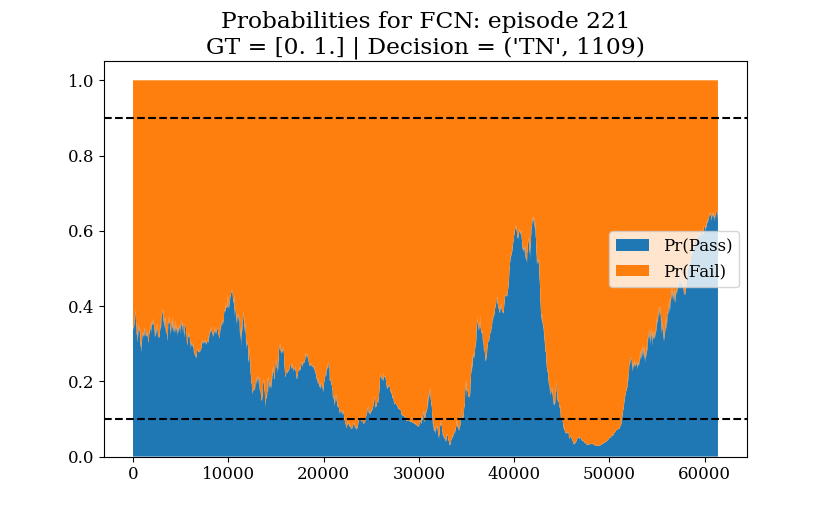 Probabilities for FCN: episode 221
GT = [0. 1.] | Decision = ('TN', 1109)
1.0
0.8
0.6
0.4
0.2
0.0
Pr(Pass)
Pr(Fail)
0 10000 20000 30000 40000 50000 60000